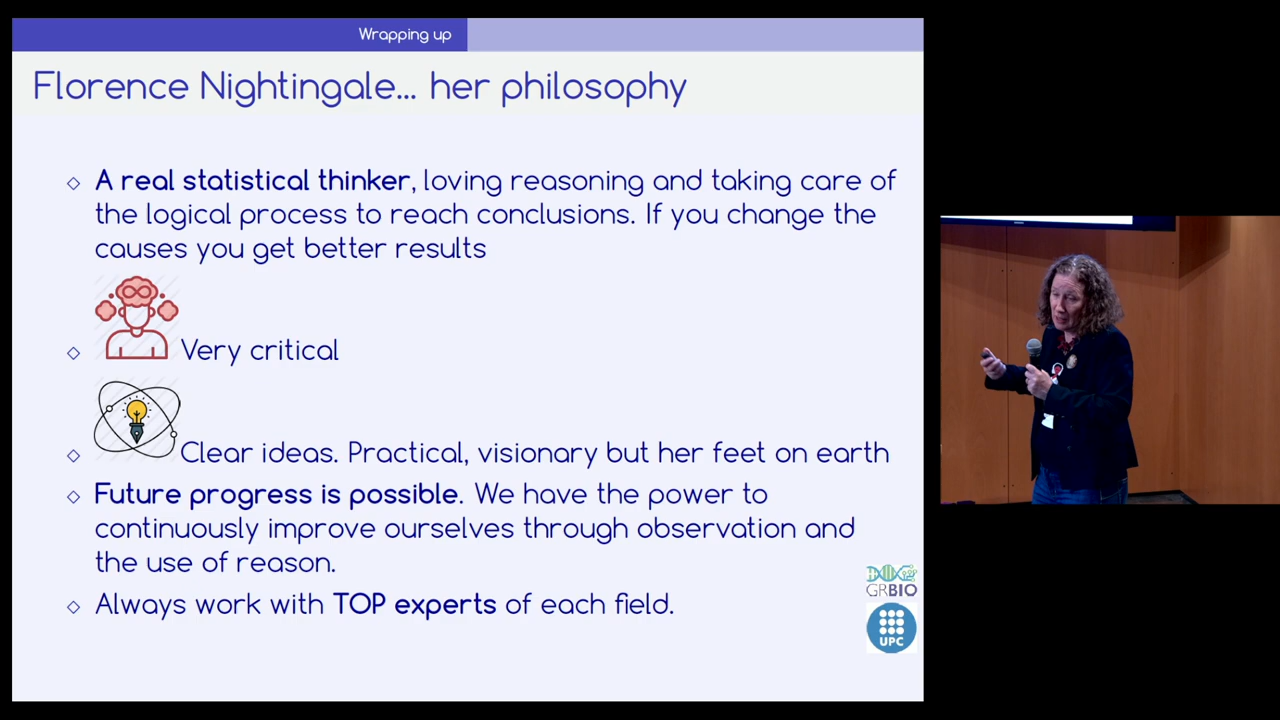 Wrapping up
Florence Nightingale... her philosophy
◇ A real statistical thinker, loving reasoning and taking care of
the logical process to reach conclusions. If you change the
causes you get better results
◇ Very critical
◇ Clear ideas. Practical, visionary but her feet on earth
◇ Future progress is possible. We have the power to
continuously improve ourselves through observation and
the use of reason.
◇ Always work with TOP experts of each field.
GRBIO
UPC